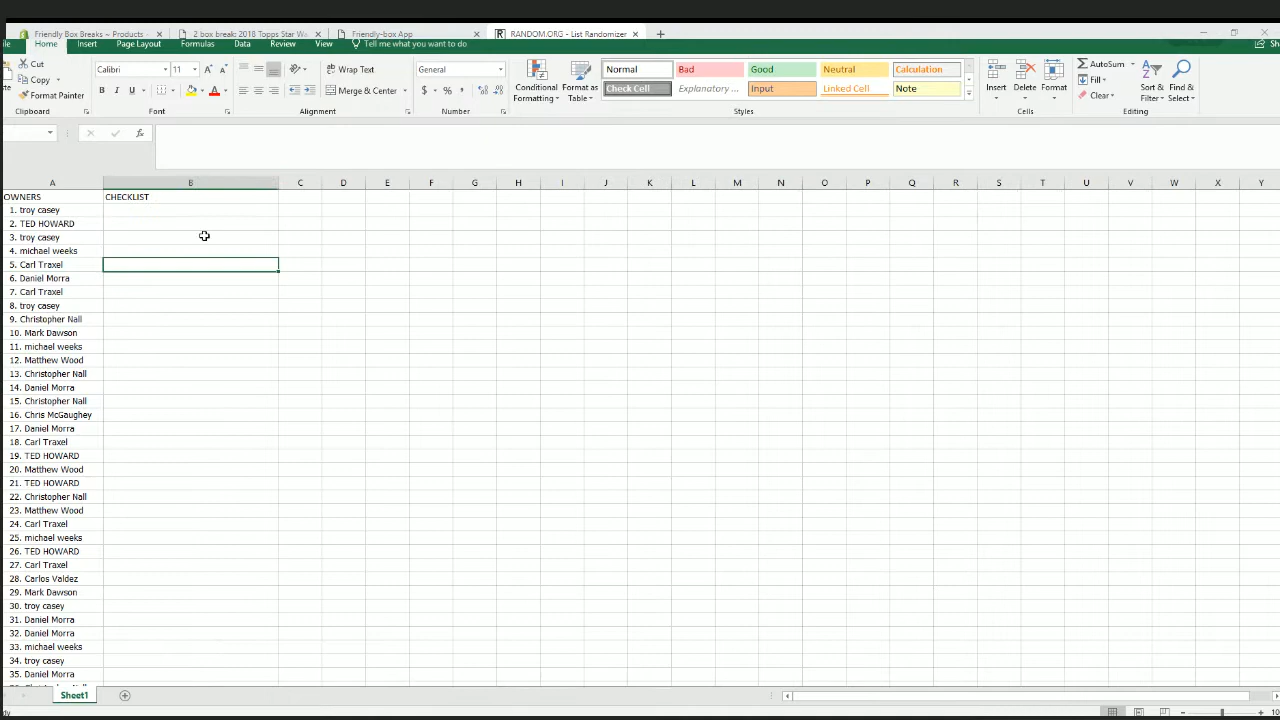 Friendly Box Breaks ~ Products - × 2 box break: 2018 Topps Star Wa × Friendly-box App × RANDOM.ORG - List Randomizer ×
Home Insert Page Layout Formulas Data Review View Tell me what you want to do
Cut
Copy
Format Painter
Clipboard
Calibri 11
B I U
Font
Wrap Text
Merge & Center
Alignment
General
$ % ,
Number
Conditional Formatting
Format as Table
Normal Bad Good Neutral Calculation
Check Cell Explanatory ... Input Linked Cell Note
Styles
Insert Delete Format
Cells
AutoSum
Fill
Clear
Sort & Filter
Find & Select
Editing
fx
A B C D E F G H I J K L M N O P Q R S T U V W X Y
OWNERS CHECKLIST
1. troy casey
2. TED HOWARD
3. troy casey
4. michael weeks
5. Carl Traxel
6. Daniel Morra
7. Carl Traxel
8. troy casey
9. Christopher Nall
10. Mark Dawson
11. michael weeks
12. Matthew Wood
13. Christopher Nall
14. Daniel Morra
15. Christopher Nall
16. Chris McGaughey
17. Daniel Morra
18. Carl Traxel
19. TED HOWARD
20. Matthew Wood
21. TED HOWARD
22. Christopher Nall
23. Matthew Wood
24. Carl Traxel
25. michael weeks
26. TED HOWARD
27. Carl Traxel
28. Carlos Valdez
29. Mark Dawson
30. troy casey
31. Daniel Morra
32. Daniel Morra
33. michael weeks
34. troy casey
35. Daniel Morra
Sheet1